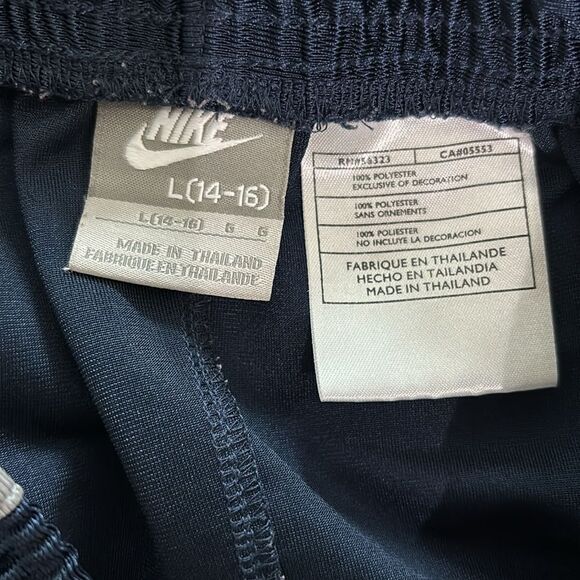 NIKE
L(14-16)
L(14-16) G G
MADE IN THAILAND
FABRIQUE EN THAILANDE
RN#56323 CA#05553
100% POLYESTER
EXCLUSIVE OF DECORATION
100% POLYESTER
SANS ORNEMENTS
100% POLIESTER
NO INCLUYE LA DECORACION
FABRIQUE EN THAILANDE
HECHO EN TAILANDIA
MADE IN THAILAND